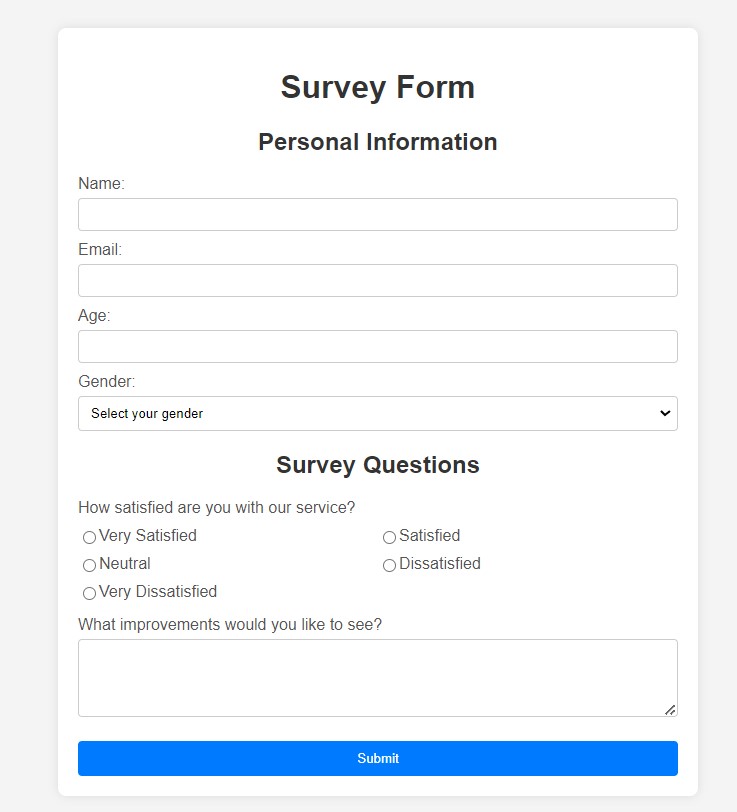 Survey Form
Personal Information
Name:
Email:
Age:
Gender:
Select your gender
Survey Questions
How satisfied are you with our service?
Very Satisfied Satisfied
Neutral Dissatisfied
Very Dissatisfied
What improvements would you like to see?
Submit